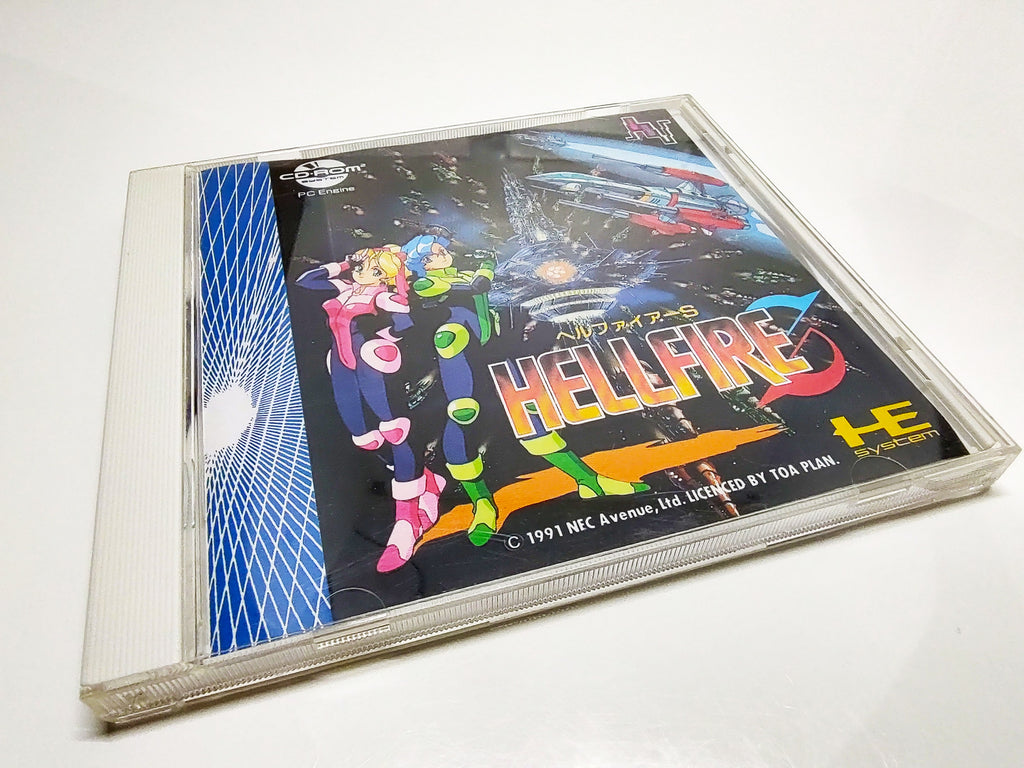 CD-ROM²
SYSTEM
PC Engine
ヘルファイアーS
HELLFIRE S
HE
system
© 1991 NEC Avenue, Ltd. LICENCED BY TOA PLAN.